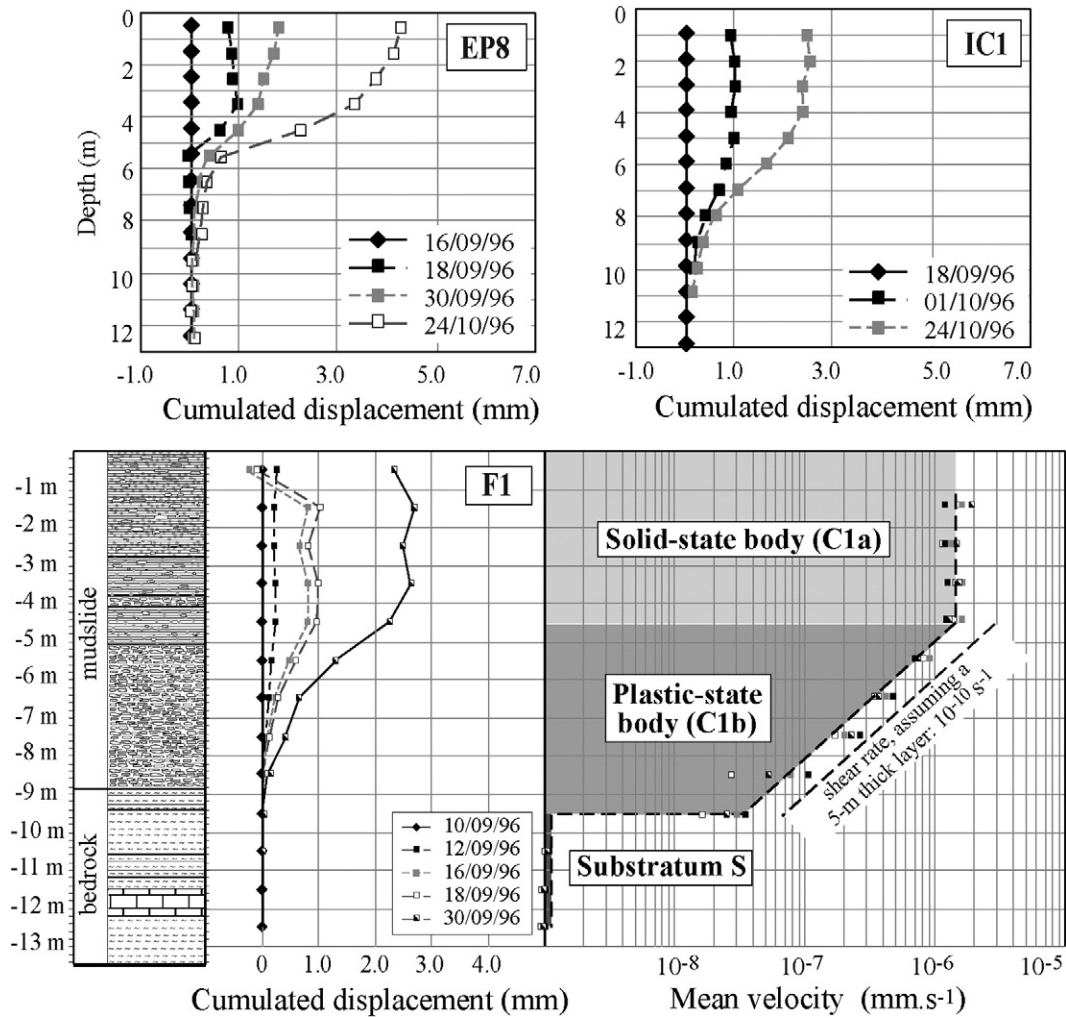 EP8
0
2
4
6
8
10
12
Depth (m)
16/09/96
18/09/96
30/09/96
24/10/96
-1.0 1.0 3.0 5.0 7.0
Cumulated displacement (mm)
IC1
0
2
4
6
8
10
12
18/09/96
01/10/96
24/10/96
-1.0 1.0 3.0 5.0 7.0
Cumulated displacement (mm)
F1
-1 m
-2 m
-3 m
-4 m
-5 m
-6 m
-7 m
-8 m
-9 m
-10 m
-11 m
-12 m
-13 m
mudslide
bedrock
10/09/96
12/09/96
16/09/96
18/09/96
30/09/96
0 1.0 2.0 3.0 4.0
Cumulated displacement (mm)
Solid-state body (C1a)
Plastic-state
body (C1b)
shear rate, assuming a
5-m thick layer: 10-10 s-1
Substratum S
10-8 10-7 10-6 10-5
Mean velocity (mm.s-1)